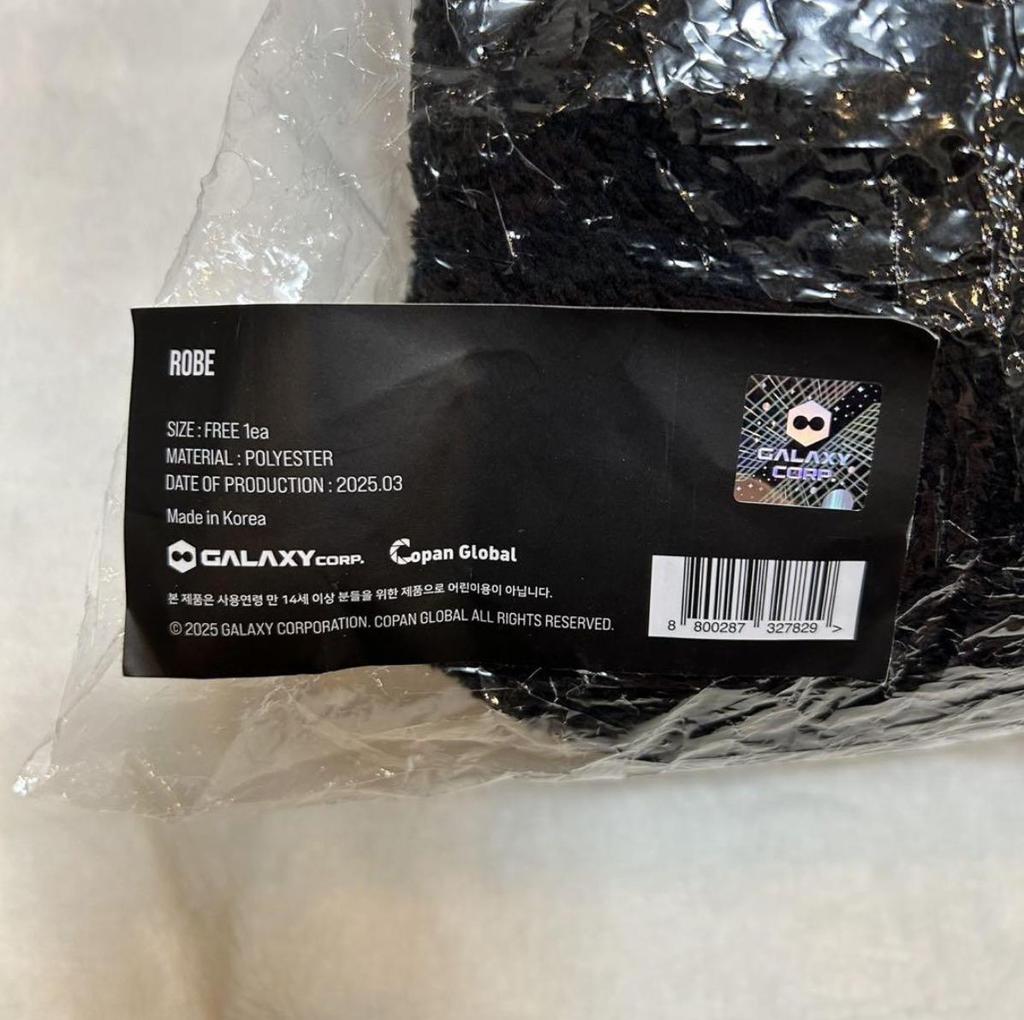 ROBE
SIZE : FREE 1ea
MATERIAL : POLYESTER
DATE OF PRODUCTION : 2025.03
Made in Korea
GALAXY CORP.
GALAXYCORP. Copan Global
본 제품은 사용연령 만 14세 이상 분들을 위한 제품으로 어린이용이 아닙니다.
© 2025 GALAXY CORPORATION. COPAN GLOBAL ALL RIGHTS RESERVED.
8 800287 327829 >